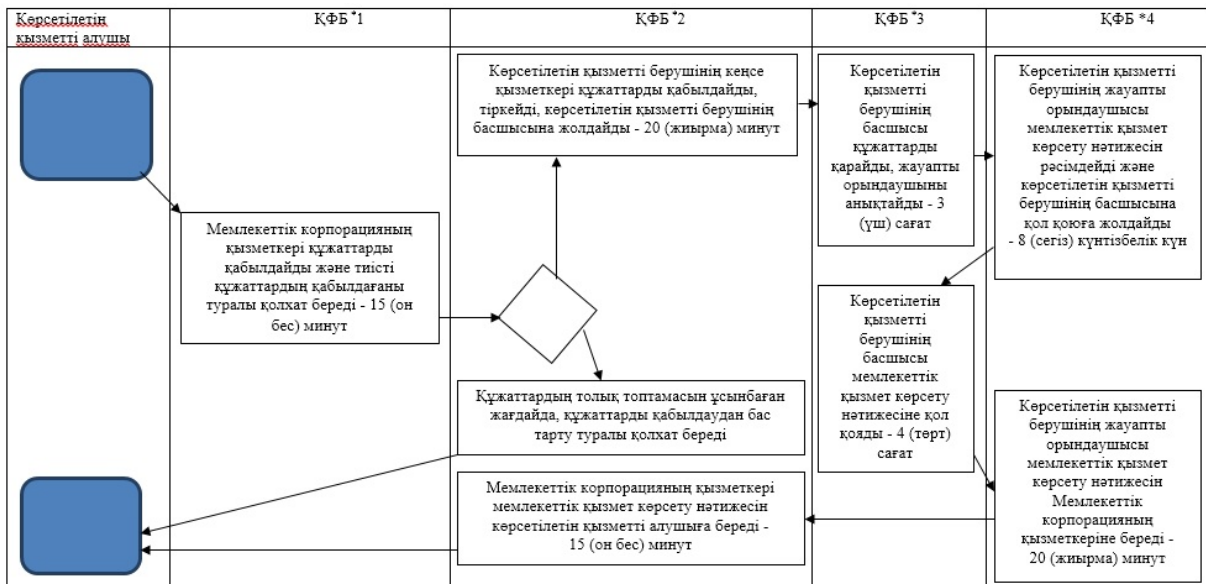 Көрсетілетін
қызметті алушы
ҚФБ *1
ҚФБ *2
ҚФБ *3
ҚФБ *4
Көрсетілетін қызметті берушінің кеңсе
қызметкері құжаттарды қабылдайды,
тіркейді, көрсетілетін қызметті берушінің
басшысына жолдайды - 20 (жиырма) минут
Көрсетілетін
қызметті
берушінің
басшысы
құжаттарды
қарайды, жауапты
орындаушыны
анықтайды - 3
(үш) сағат
Көрсетілетін қызметті
берушінің жауапты
орындаушысы
мемлекеттік қызмет
көрсету нәтижесін
рәсімдейді және
көрсетілетін қызметті
берушінің басшысына
қол қоюға жолдайды
- 8 (сегіз) күнтізбелік күн
Мемлекеттік корпорацияның
қызметкері құжаттарды
қабылдайды және тиісті
құжаттардың қабылдағаны
туралы қолхат береді - 15 (он
бес) минут
Көрсетілетін
қызметті
берушінің
басшысы
мемлекеттік
қызмет көрсету
нәтижесіне қол
қояды - 4 (төрт)
сағат
Құжаттардың толық топтамасын ұсынбаған
жағдайда, құжаттарды қабылдаудан бас
тарту туралы қолхат береді
Көрсетілетін қызметті
берушінің жауапты
орындаушысы
мемлекеттік қызмет
көрсету нәтижесін
Мемлекеттік
корпорацияның
қызметкеріне береді -
20 (жиырма) минут
Мемлекеттік корпорацияның қызметкері
мемлекеттік қызмет көрсету нәтижесін
көрсетілетін қызметті алушыға береді -
15 (он бес) минут